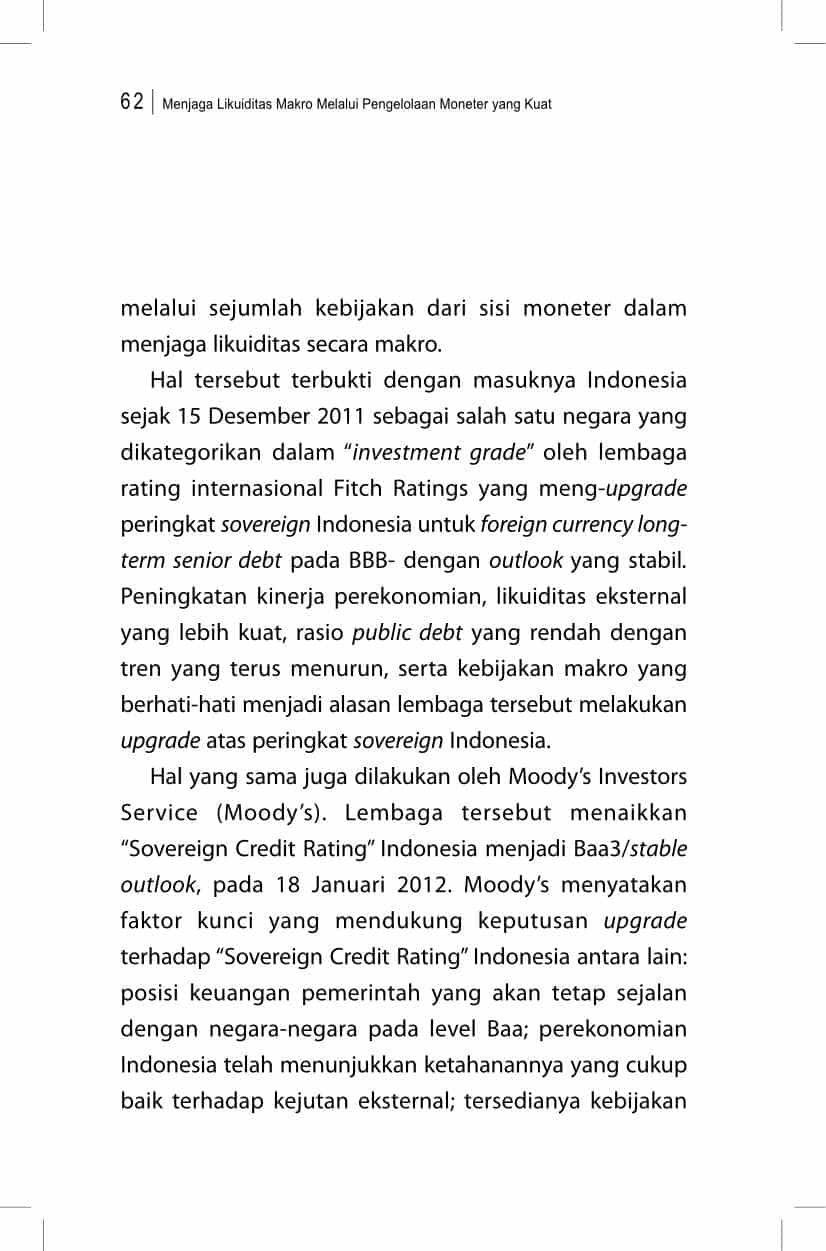 62 | Menjaga Likuiditas Makro Melalui Pengelolaan Moneter yang Kuat
melalui sejumlah kebijakan dari sisi moneter dalam
menjaga likuiditas secara makro.
Hal tersebut terbukti dengan masuknya Indonesia
sejak 15 Desember 2011 sebagai salah satu negara yang
dikategorikan dalam “investment grade” oleh lembaga
rating internasional Fitch Ratings yang meng-upgrade
peringkat sovereign Indonesia untuk foreign currency long-
term senior debt pada BBB- dengan outlook yang stabil.
Peningkatan kinerja perekonomian, likuiditas eksternal
yang lebih kuat, rasio public debt yang rendah dengan
tren yang terus menurun, serta kebijakan makro yang
berhati-hati menjadi alasan lembaga tersebut melakukan
upgrade atas peringkat sovereign Indonesia.
Hal yang sama juga dilakukan oleh Moody’s Investors
Service (Moody’s). Lembaga tersebut menaikkan
“Sovereign Credit Rating” Indonesia menjadi Baa3/stable
outlook, pada 18 Januari 2012. Moody’s menyatakan
faktor kunci yang mendukung keputusan upgrade
terhadap “Sovereign Credit Rating” Indonesia antara lain:
posisi keuangan pemerintah yang akan tetap sejalan
dengan negara-negara pada level Baa; perekonomian
Indonesia telah menunjukkan ketahanannya yang cukup
baik terhadap kejutan eksternal; tersedianya kebijakan